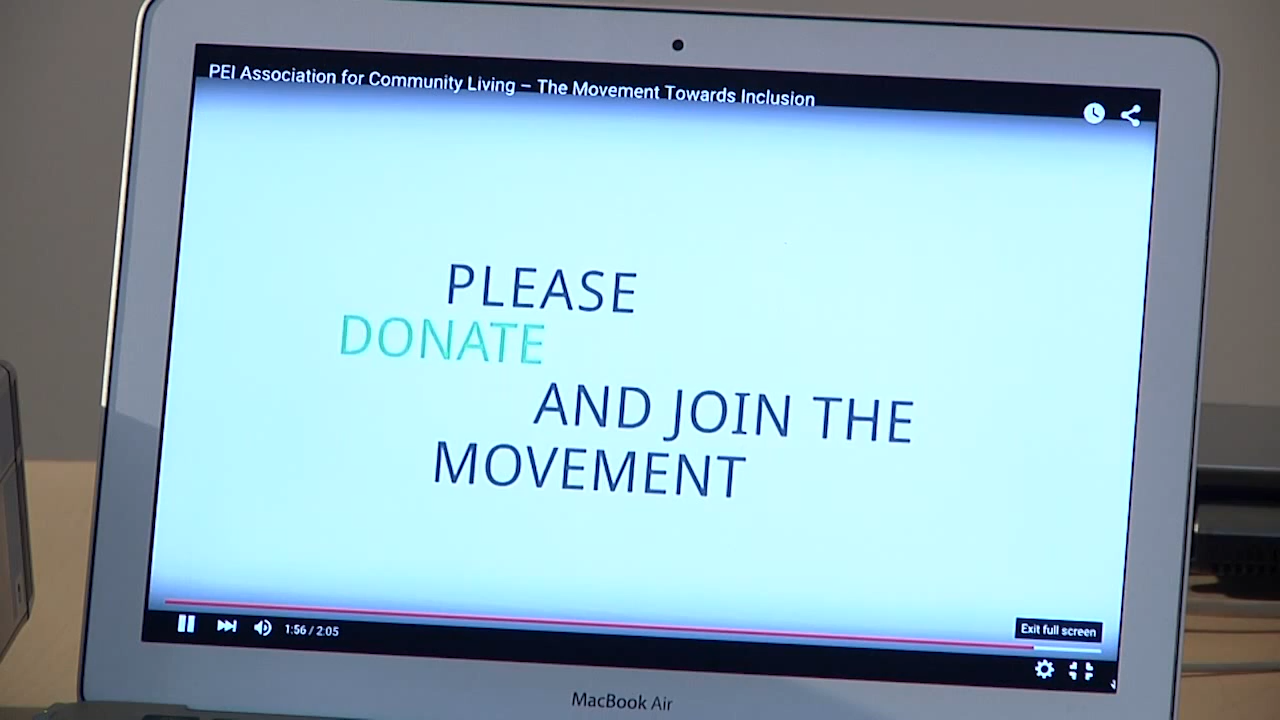 PEI Association for Community Living – The Movement Towards Inclusion
PLEASE
DONATE
AND JOIN THE
MOVEMENT
1:56 / 2:05
Exit full screen
MacBook Air